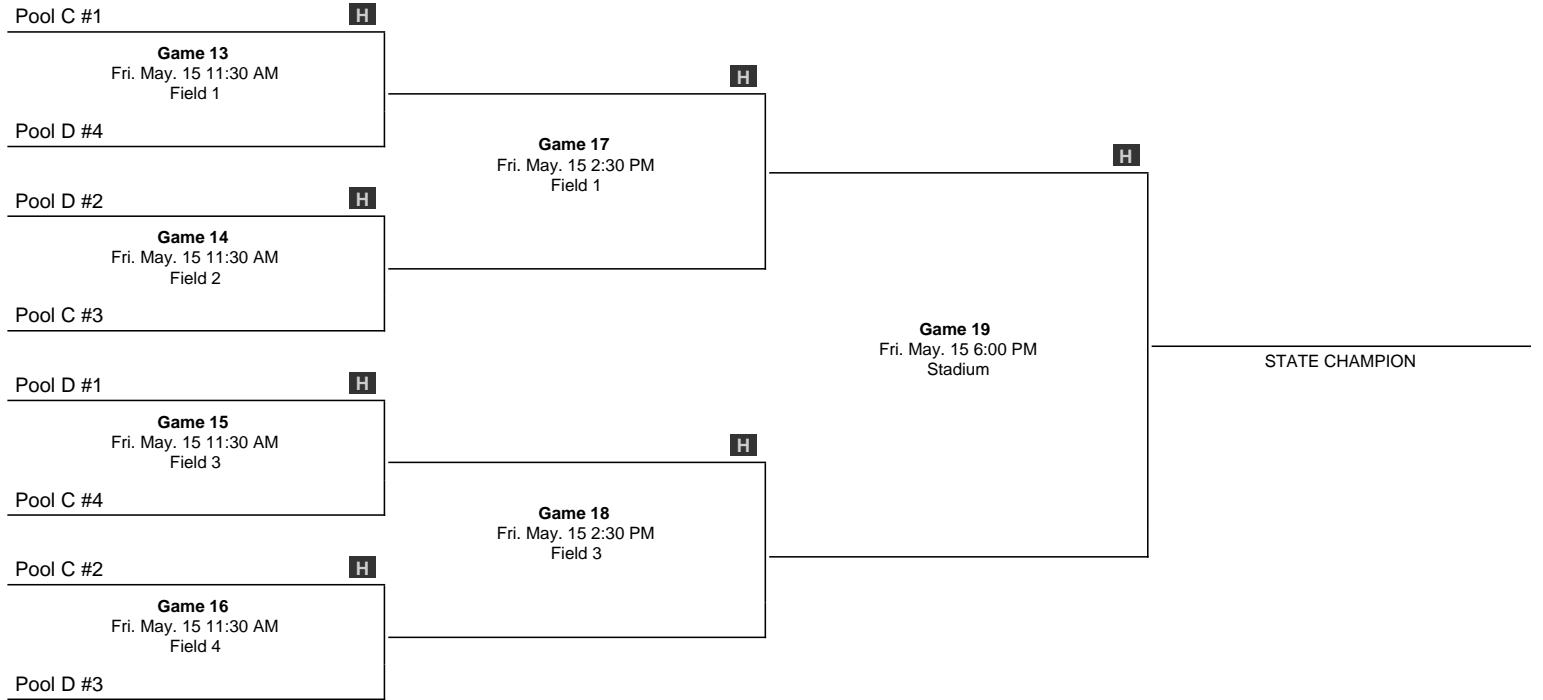 Pool C #1 H
Game 13
Fri. May. 15 11:30 AM
Field 1
Pool D #4
Pool D #2 H
Game 14
Fri. May. 15 11:30 AM
Field 2
Pool C #3
Pool D #1 H
Game 15
Fri. May. 15 11:30 AM
Field 3
Pool C #4
Pool C #2 H
Game 16
Fri. May. 15 11:30 AM
Field 4
Pool D #3
H
Game 17
Fri. May. 15 2:30 PM
Field 1
H
Game 18
Fri. May. 15 2:30 PM
Field 3
H
Game 19
Fri. May. 15 6:00 PM
Stadium
STATE CHAMPION